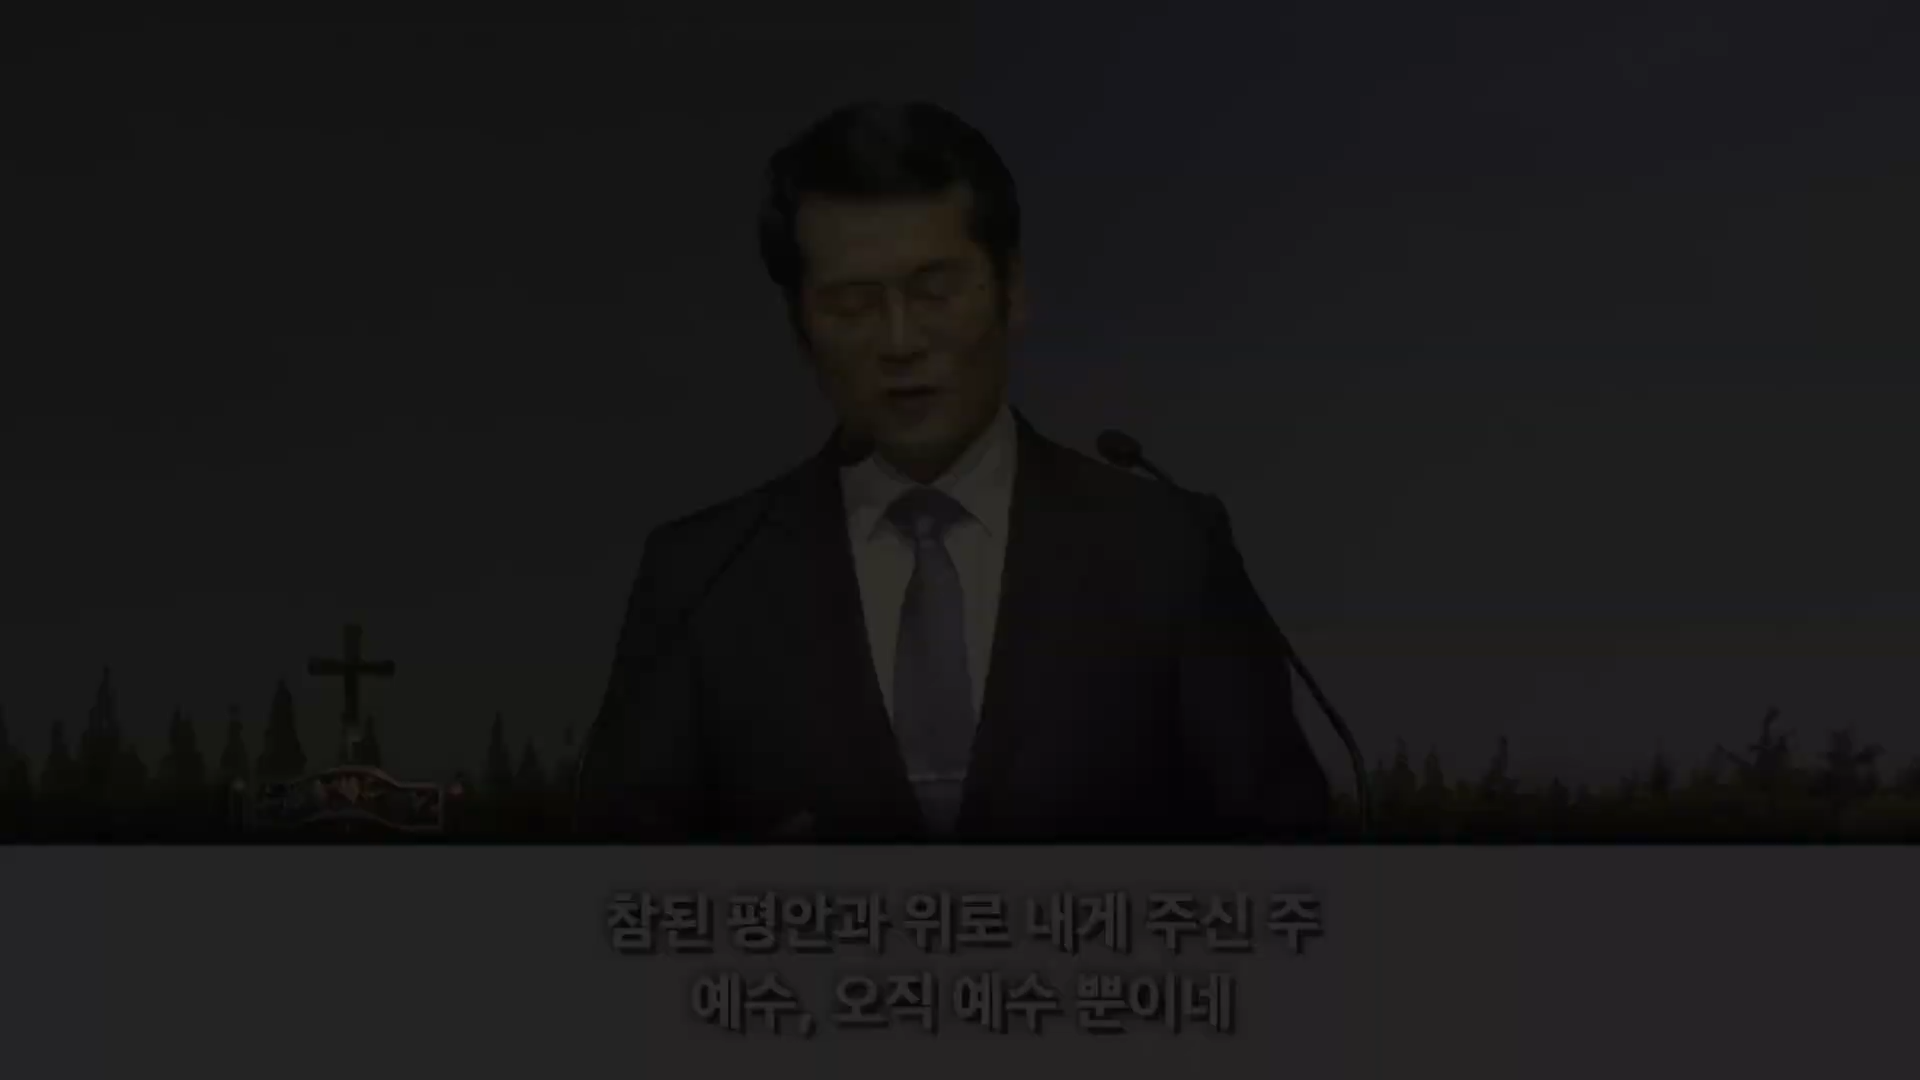 참된 평안과 위로 내게 주신 주
예수, 오직 예수 뿐이네